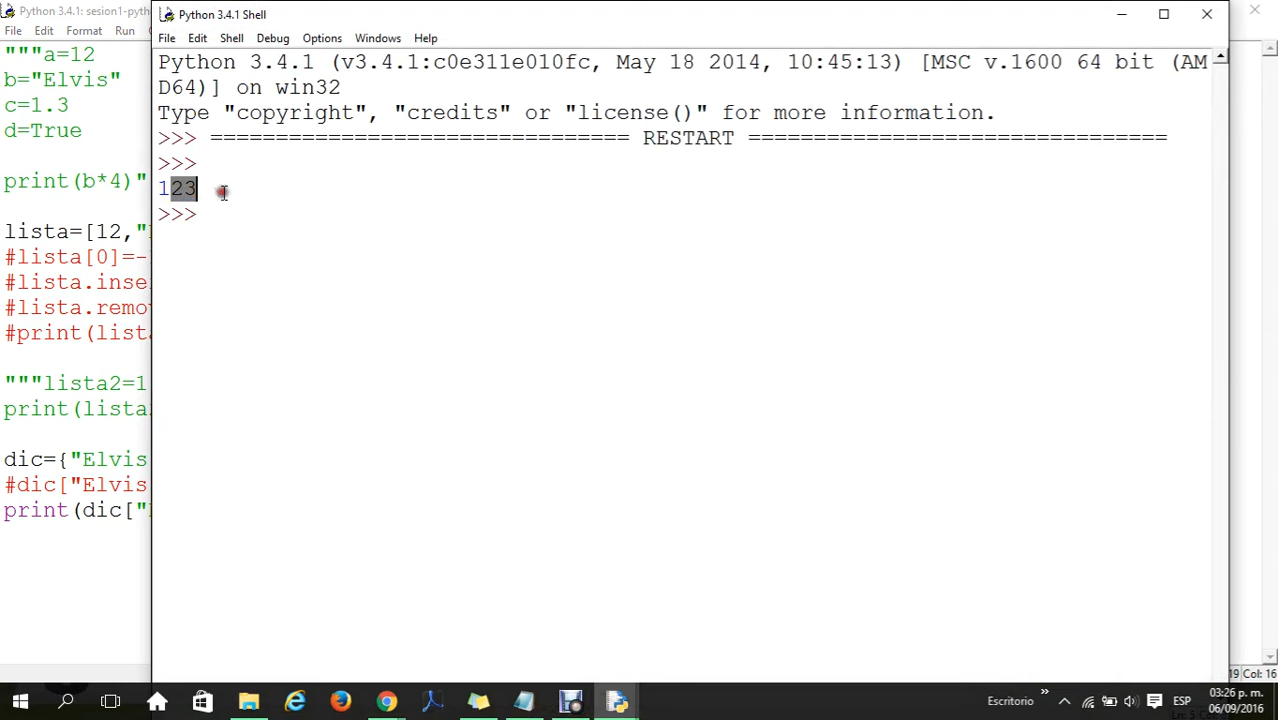 Python 3.4.1: sesion1-pyth
File Edit Format Run
"""a=12
b="Elvis"
c=1.3
d=True
print(b*4)"
lista=[12,"
#lista[0]=-
#lista.inse
#lista.remo
#print(lista
"""lista2=1
print(lista
dic={"Elvis
#dic["Elvis
print(dic["
Python 3.4.1 Shell
File Edit Shell Debug Options Windows Help
Python 3.4.1 (v3.4.1:c0e311e010fc, May 18 2014, 10:45:13) [MSC v.1600 64 bit (AM
D64)] on win32
Type "copyright", "credits" or "license()" for more information.
>>> ================================ RESTART ================================
>>>
123
>>>
19 Col: 16
Escritorio
ESP
03:26 p. m.
06/09/2016